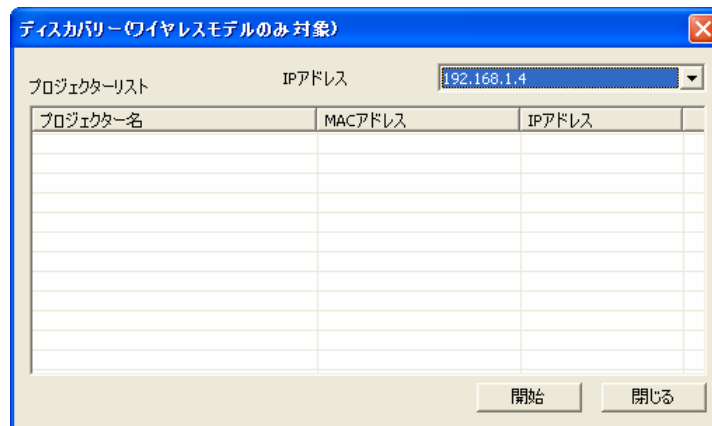 ディスカバリー(ワイヤレスモデルのみ対象)
プロジェクターリスト IPアドレス 192.168.1.4
プロジェクター名 MACアドレス IPアドレス
開始 閉じる